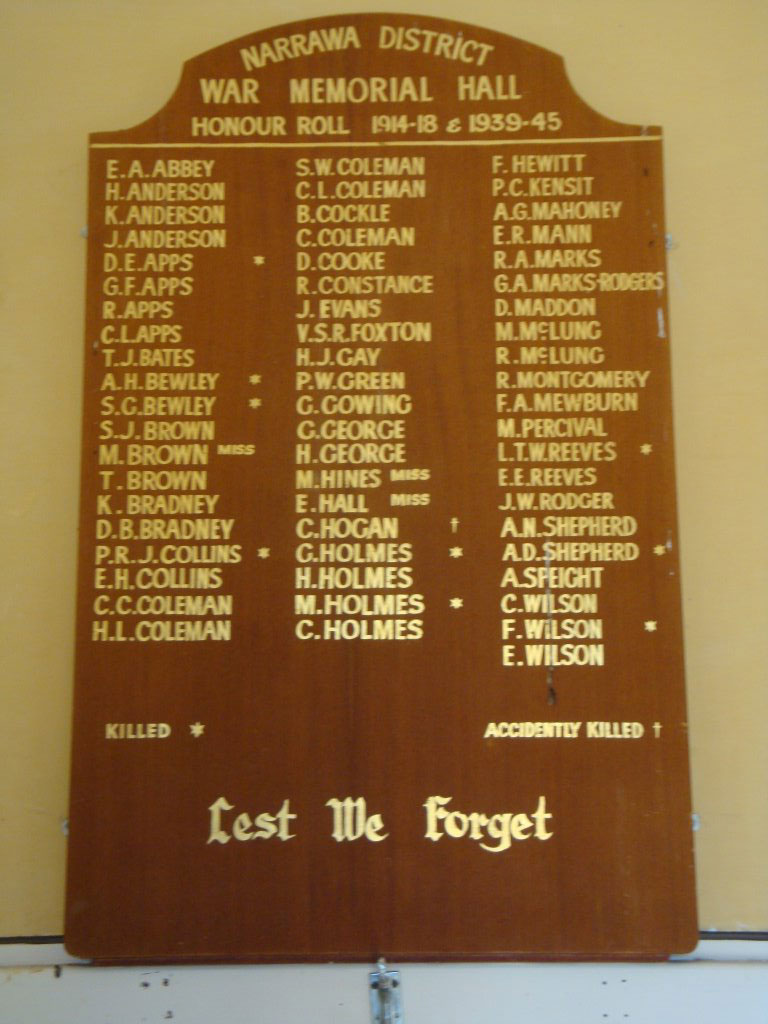 NARRAWA DISTRICT
WAR MEMORIAL HALL
HONOUR ROLL 1914-18 & 1939-45
E. A. ABBEY
H. ANDERSON
K. ANDERSON
J. ANDERSON
D. E. APPS *
G. F. APPS
R. APPS
C. L. APPS
T. J. BATES
A. H. BEWLEY *
S. G. BEWLEY *
S. J. BROWN
M. BROWN MISS
T. BROWN
K. BRADNEY
D. B. BRADNEY
P. R. J. COLLINS *
E. H. COLLINS
C. C. COLEMAN
H. L. COLEMAN
S. W. COLEMAN
C. L. COLEMAN
B. COCKLE
C. COLEMAN
D. COOKE
R. CONSTANCE
J. EVANS
V. S. R. FOXTON
H. J. GAY
P. W. GREEN
G. GOWING
G. GEORGE
H. GEORGE
M. HINES MISS
E. HALL MISS
C. HOGAN †
G. HOLMES *
H. HOLMES
M. HOLMES *
C. HOLMES
F. HEWITT
P. C. KENSIT
A. G. MAHONEY
E. R. MANN
R. A. MARKS
G. A. MARKS-RODGERS
D. MADDON
M. McLUNG
R. McLUNG
R. MONTGOMERY
F. A. MEWBURN
M. PERCIVAL
L. T. W. REEVES *
E. E. REEVES
J. W. RODGER
A. N. SHEPHERD
A. D. SHEPHERD *
A. SPEIGHT
C. WILSON
F. WILSON *
E. WILSON
KILLED *
ACCIDENTLY KILLED †
Lest We Forget